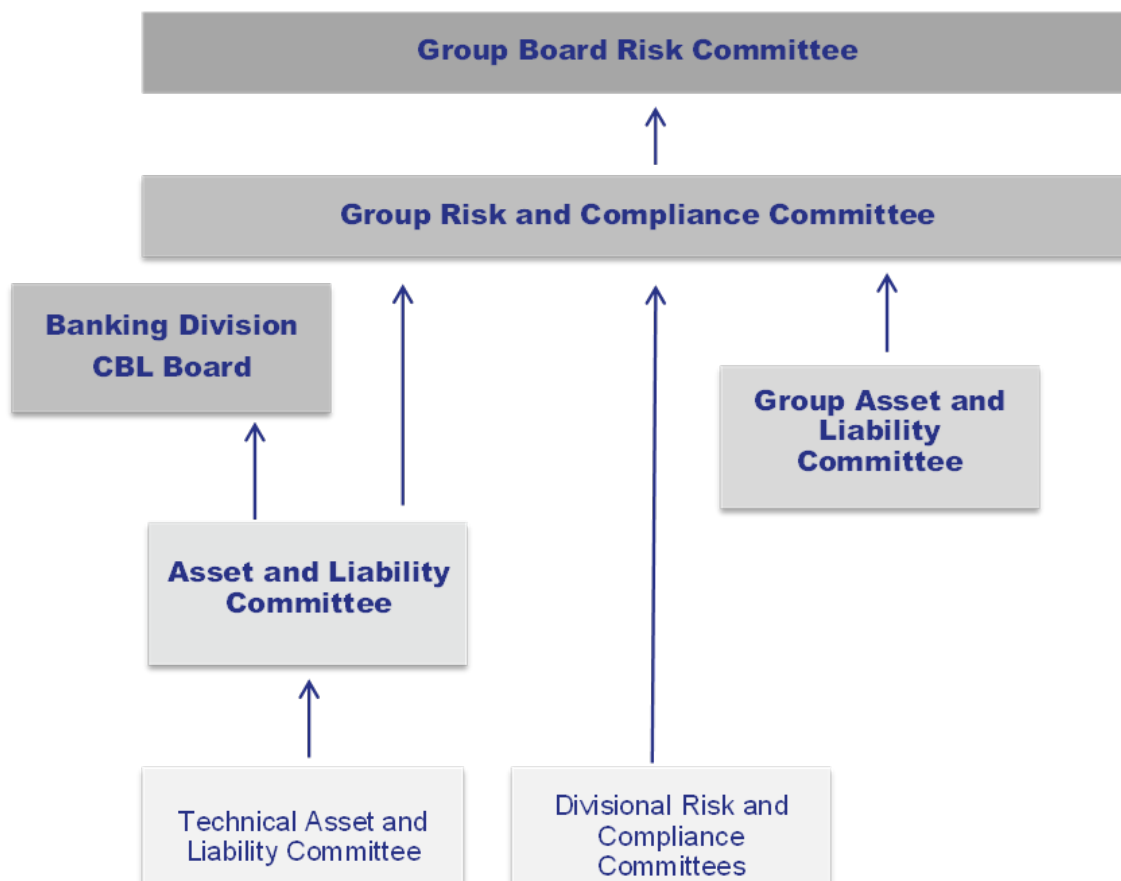 Group Board Risk Committee
Group Risk and Compliance Committee
Banking Division
CBL Board
Group Asset and
Liability
Committee
Asset and Liability
Committee
Technical Asset and
Liability Committee
Divisional Risk and
Compliance
Committees